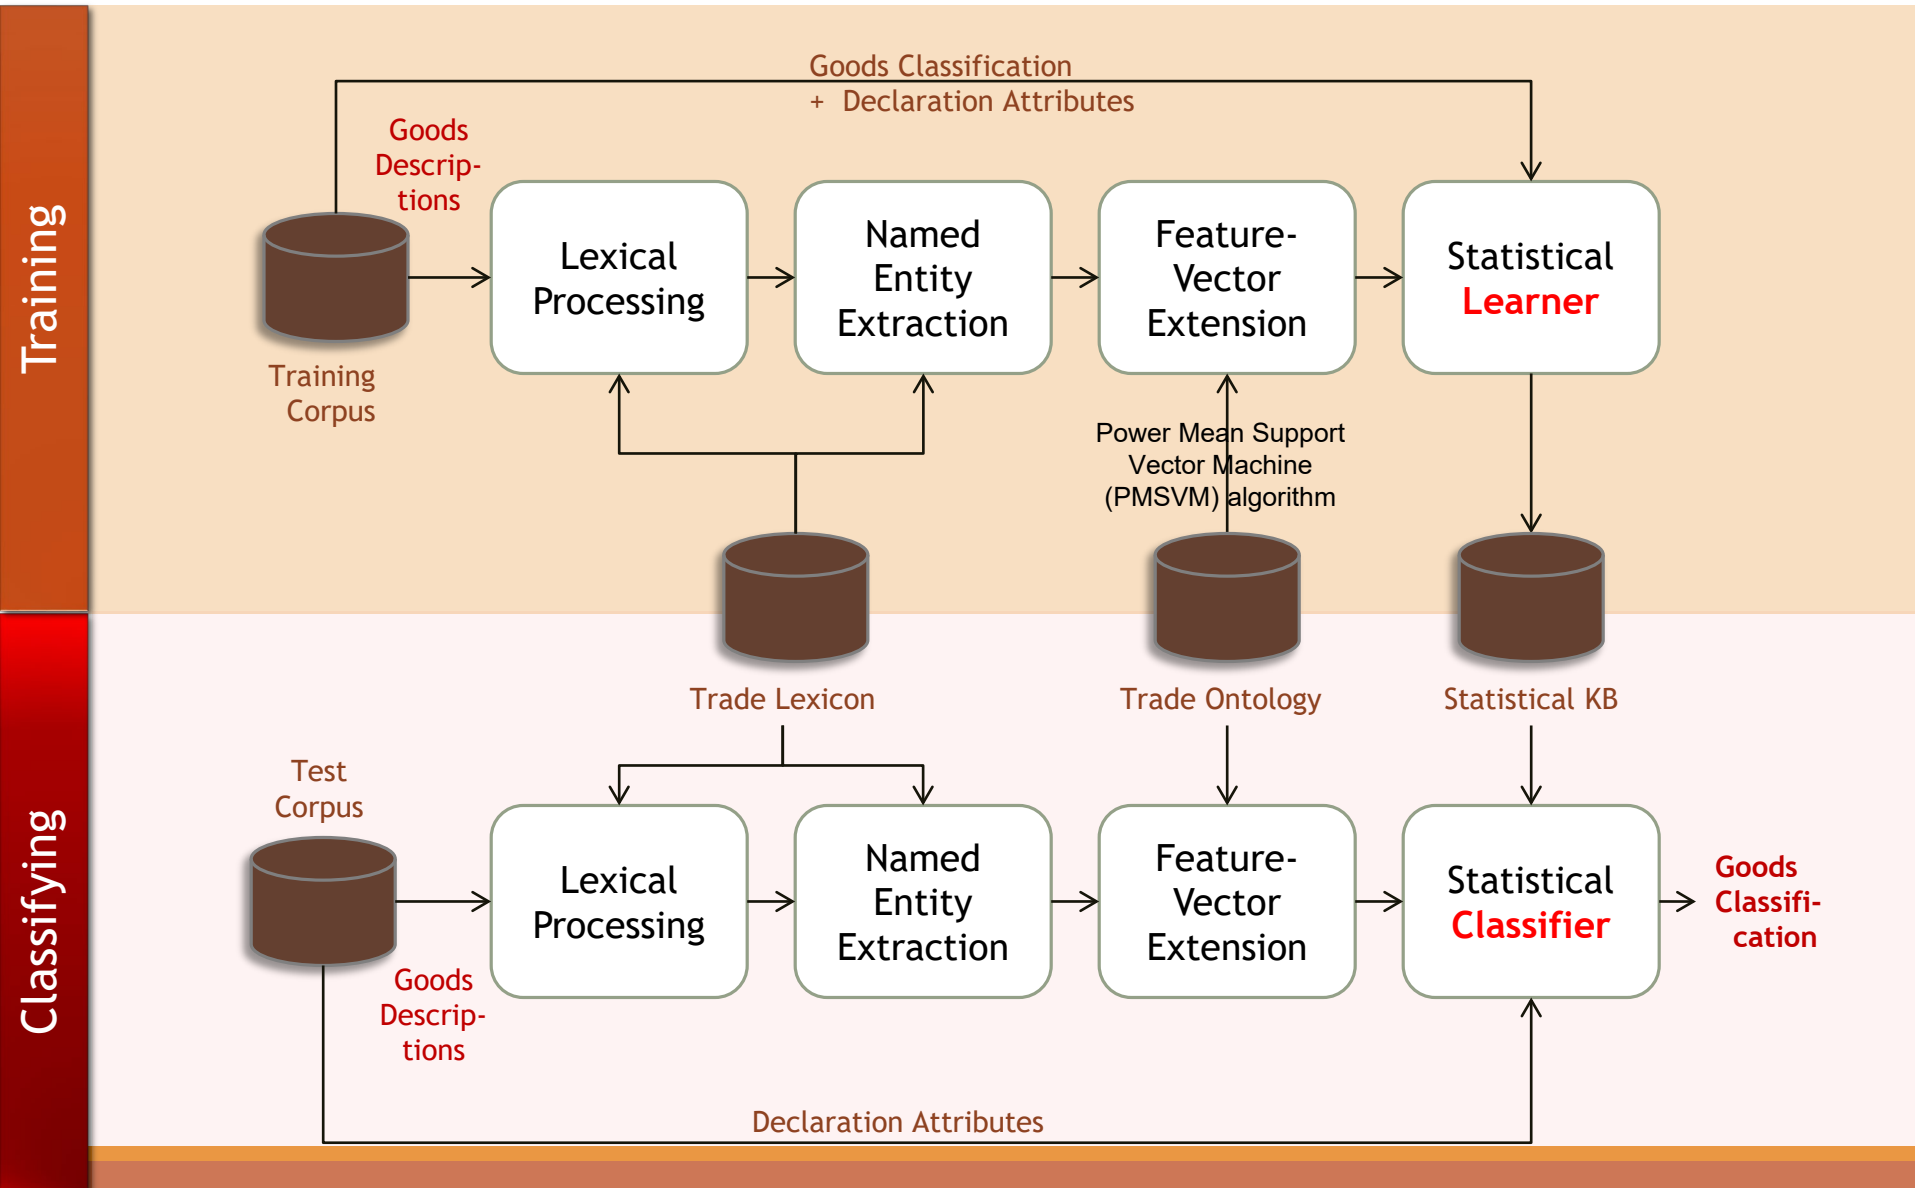 Training
Goods Classification
+ Declaration Attributes
Goods
Descrip-
tions
Lexical
Processing
Named
Entity
Extraction
Feature-
Vector
Extension
Statistical
Learner
Training
Corpus
Power Mean Support
Vector Machine
(PMSVM) algorithm
Trade Lexicon
Trade Ontology
Statistical KB
Classifying
Test
Corpus
Lexical
Processing
Named
Entity
Extraction
Feature-
Vector
Extension
Statistical
Classifier
Goods
Classifi-
cation
Goods
Descrip-
tions
Declaration Attributes